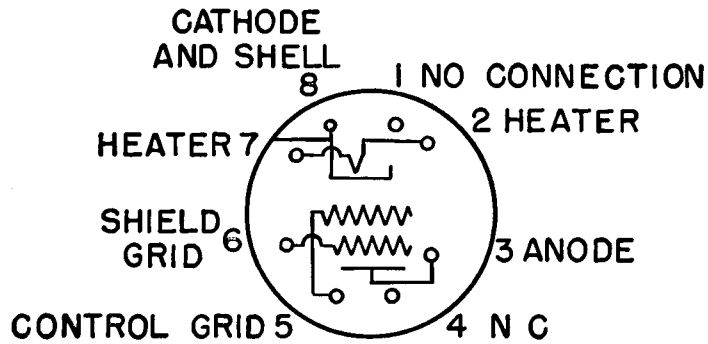 CATHODE
AND SHELL
8
1 NO CONNECTION
2 HEATER
HEATER 7
SHIELD
GRID 6
3 ANODE
CONTROL GRID 5
4 N C